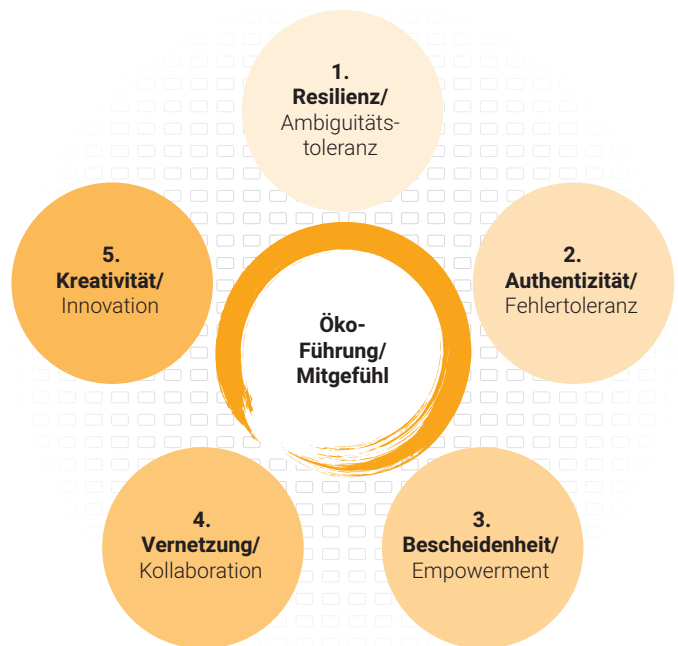 1.
Resilienz/
Ambiguitäts-
toleranz
2.
Authentizität/
Fehlertoleranz
3.
Bescheidenheit/
Empowerment
4.
Vernetzung/
Kollaboration
5.
Kreativität/
Innovation
Öko-
Führung/
Mitgefühl